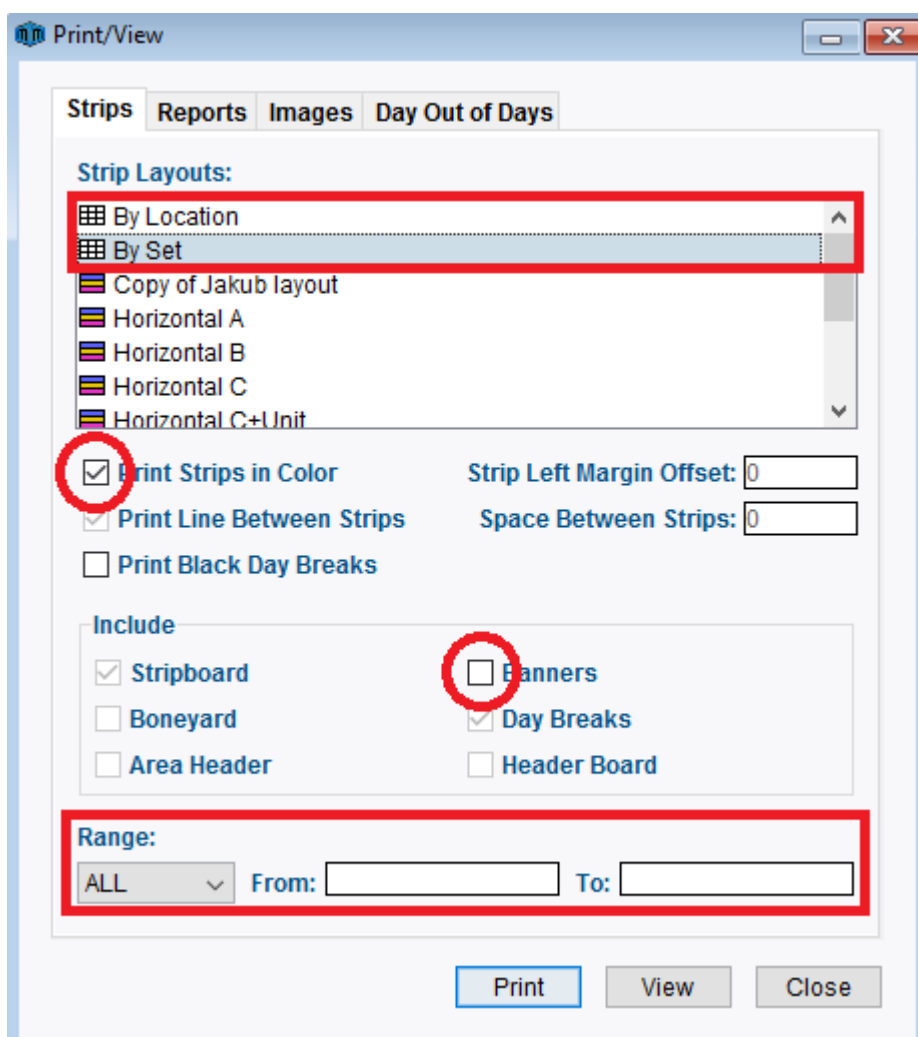 Print/View
Strips Reports Images Day Out of Days
Strip Layouts:
By Location
By Set
Copy of Jakub layout
Horizontal A
Horizontal B
Horizontal C
Horizontal C+Unit
Print Strips in Color Strip Left Margin Offset: 0
Print Line Between Strips Space Between Strips: 0
Print Black Day Breaks
Include
Stripboard Banners
Boneyard Day Breaks
Area Header Header Board
Range:
ALL From: To:
Print View Close